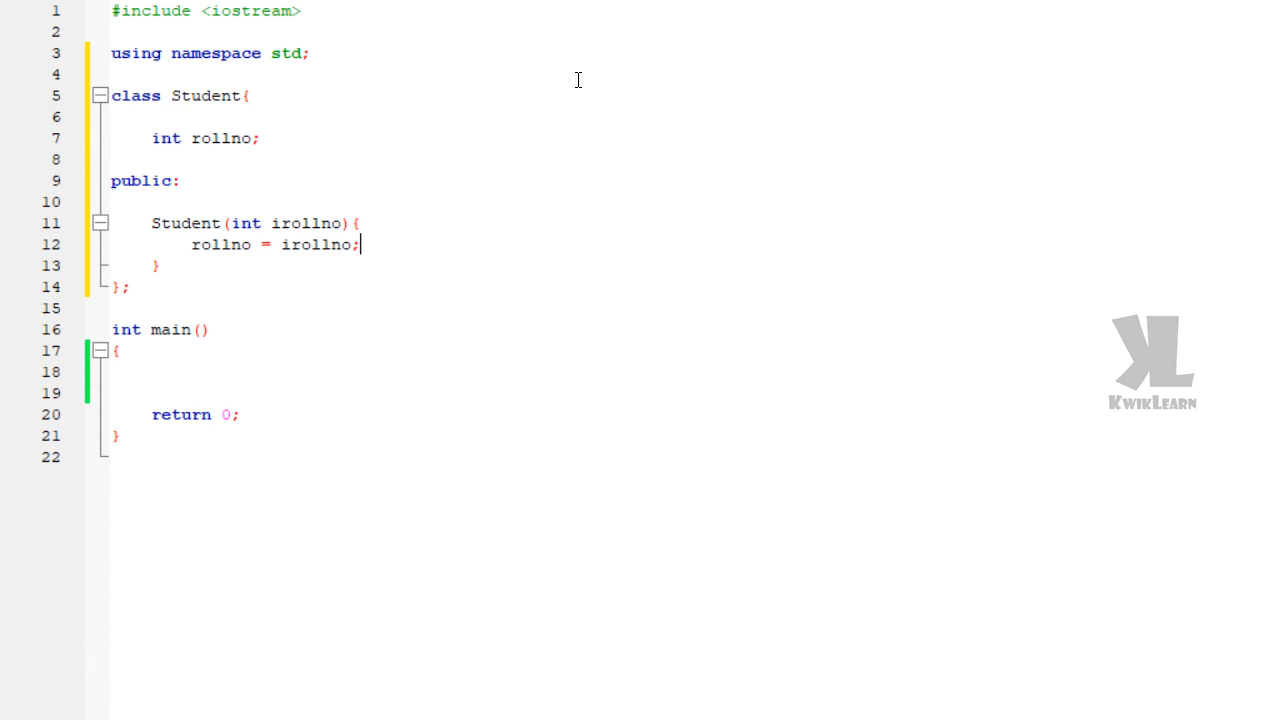 1 #include <iostream>
2
3 using namespace std;
4
5 class Student{
6
7 int rollno;
8
9 public:
10
11 Student(int irollno){
12 rollno = irollno;
13 }
14 };
15
16 int main()
17 {
18
19
20 return 0;
21 }
22
KL
KwikLearn